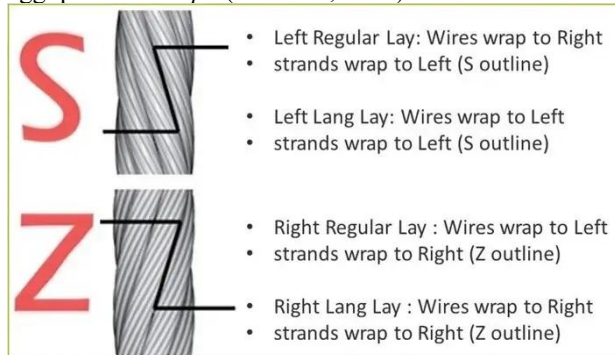 S
• Left Regular Lay: Wires wrap to Right
• strands wrap to Left (S outline)
• Left Lang Lay: Wires wrap to Left
• strands wrap to Left (S outline)
Z
• Right Regular Lay : Wires wrap to Left
• strands wrap to Right (Z outline)
• Right Lang Lay : Wires wrap to Right
• strands wrap to Right (Z outline)